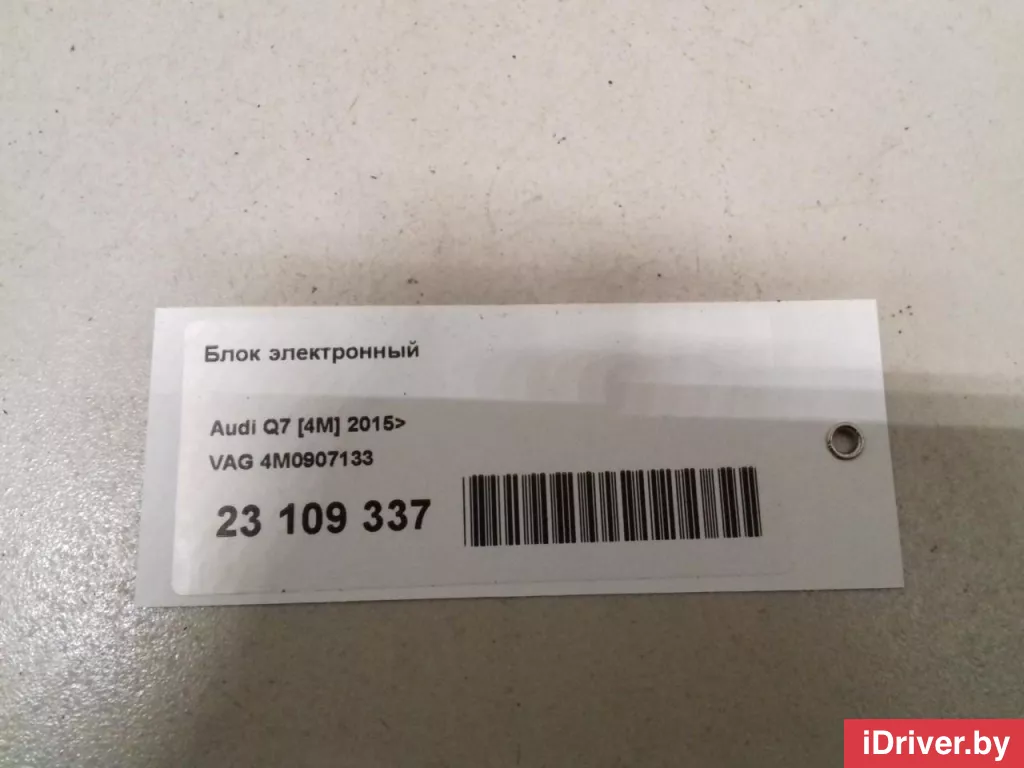 Блок электронный
Audi Q7 [4M] 2015>
VAG 4M0907133
23 109 337
iDriver.by